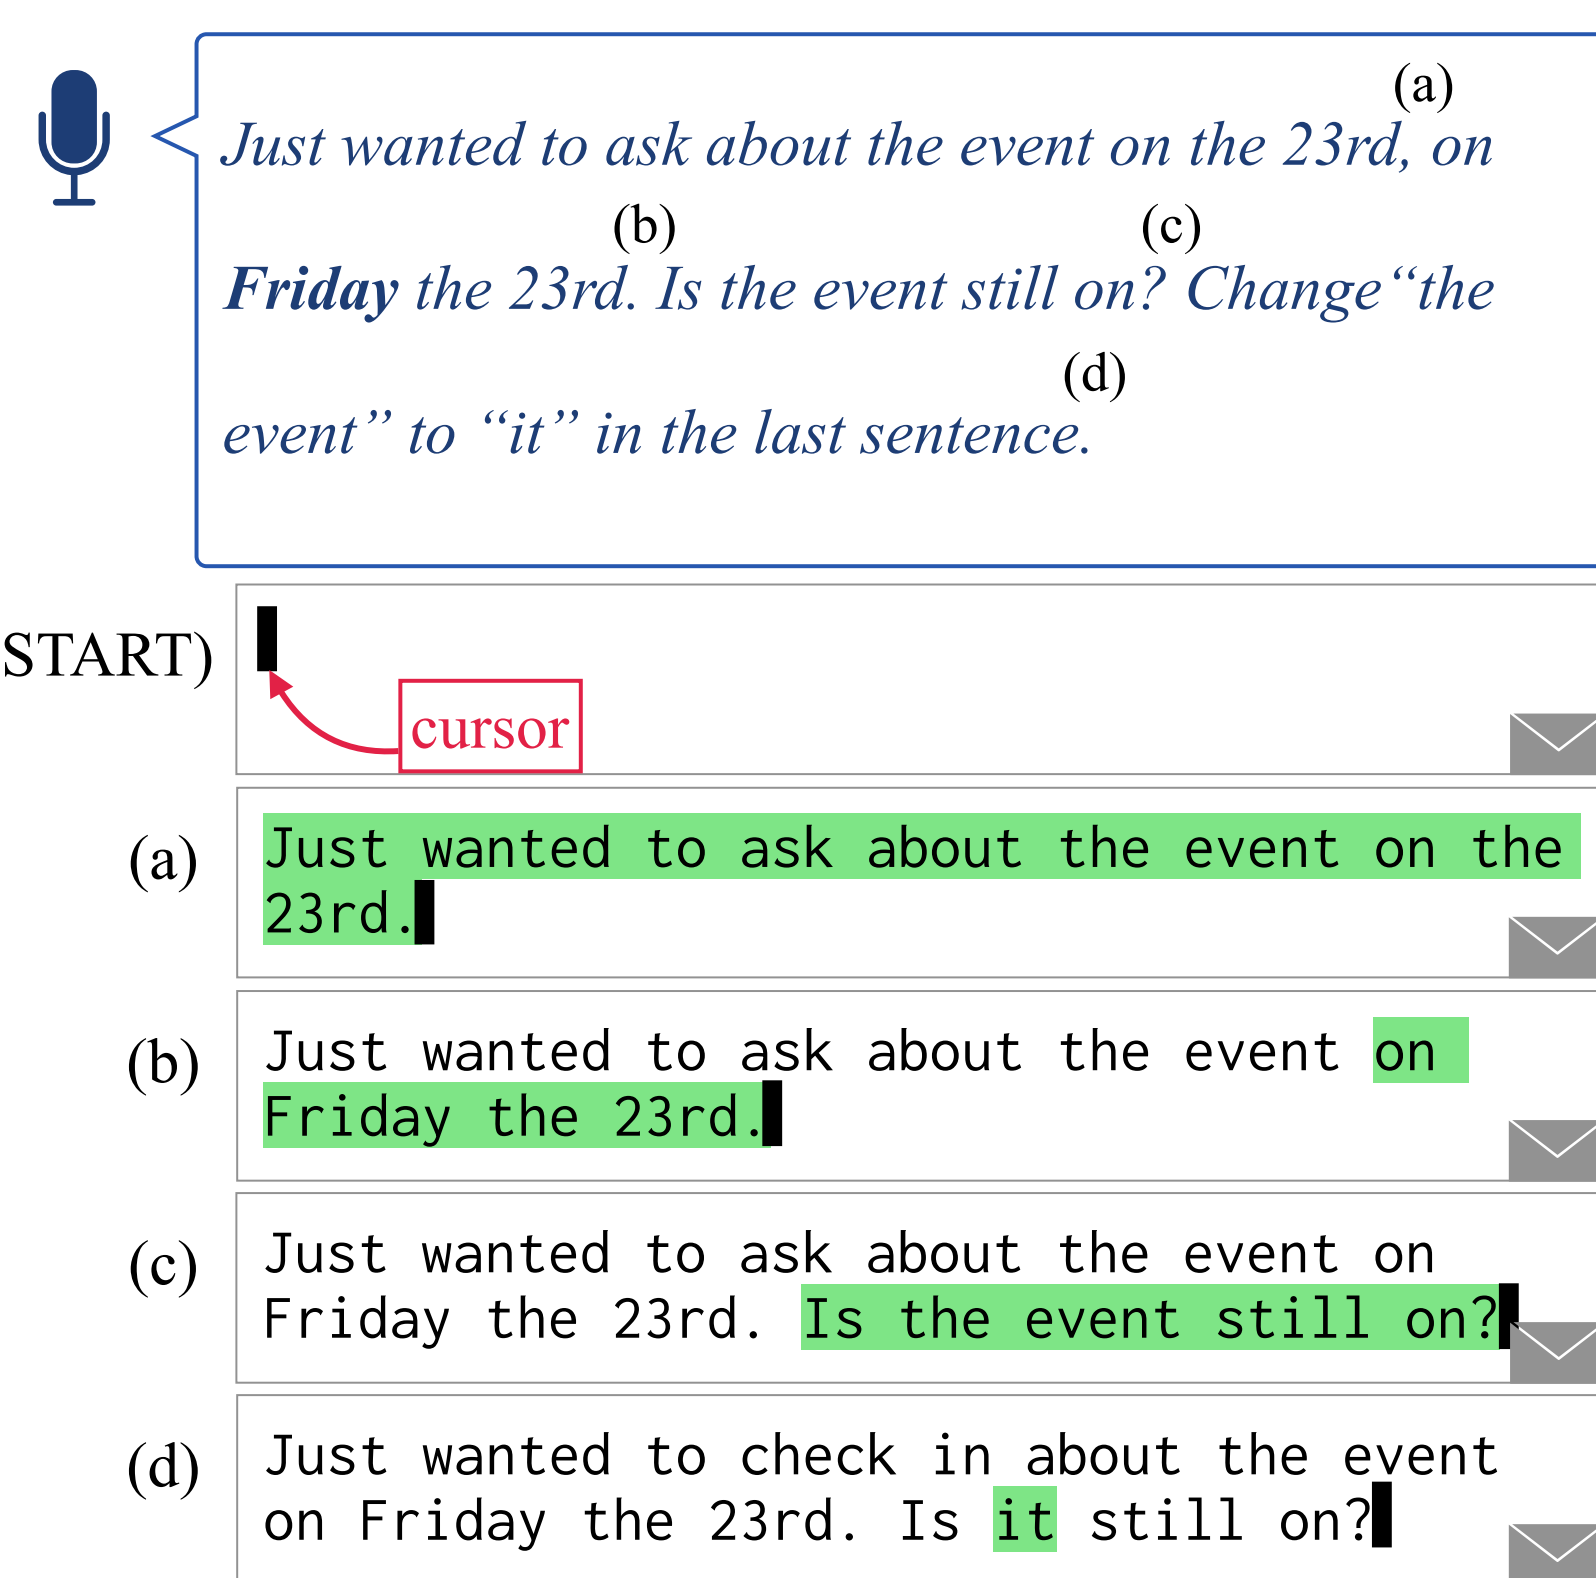 (a)
Just wanted to ask about the event on the 23rd, on
(b) (c)
Friday the 23rd. Is the event still on? Change “the
(d)
event” to “it” in the last sentence.
START)
cursor
(a)
Just wanted to ask about the event on the
23rd.
(b)
Just wanted to ask about the event on
Friday the 23rd.
(c)
Just wanted to ask about the event on
Friday the 23rd. Is the event still on?
(d)
Just wanted to check in about the event
on Friday the 23rd. Is it still on?